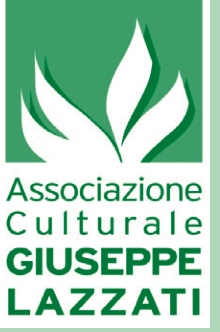 Associazione
Culturale
GIUSEPPE
LAZZATI